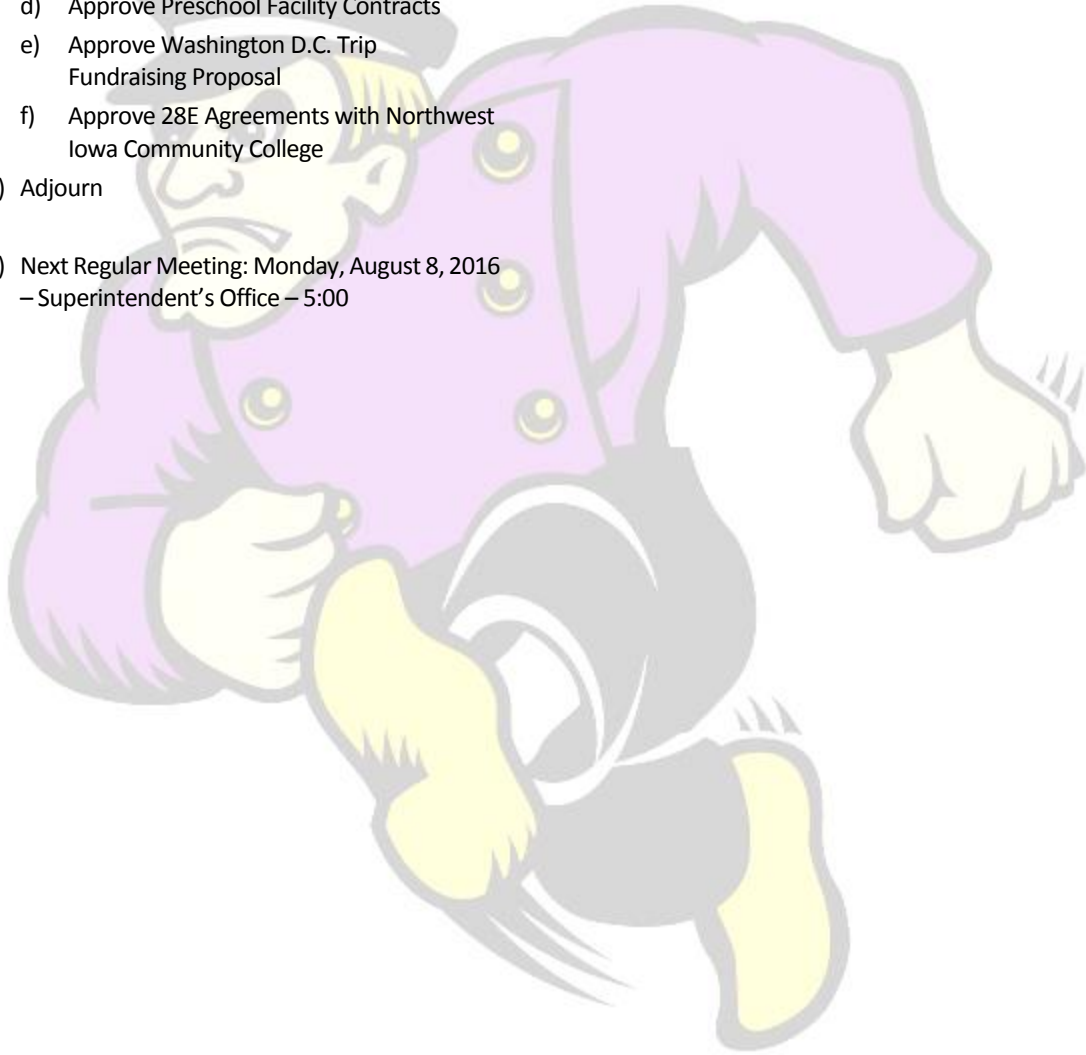 d) Approve Preschool Facility Contracts
e) Approve Washington D.C. Trip
Fundraising Proposal
f) Approve 28E Agreements with Northwest
Iowa Community College
) Adjourn
) Next Regular Meeting: Monday, August 8, 2016
– Superintendent’s Office – 5:00